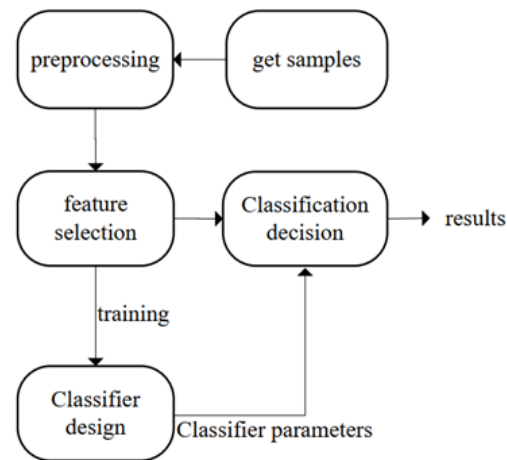 preprocessing
get samples
feature
selection
Classification
decision
results
training
Classifier
design
Classifier parameters